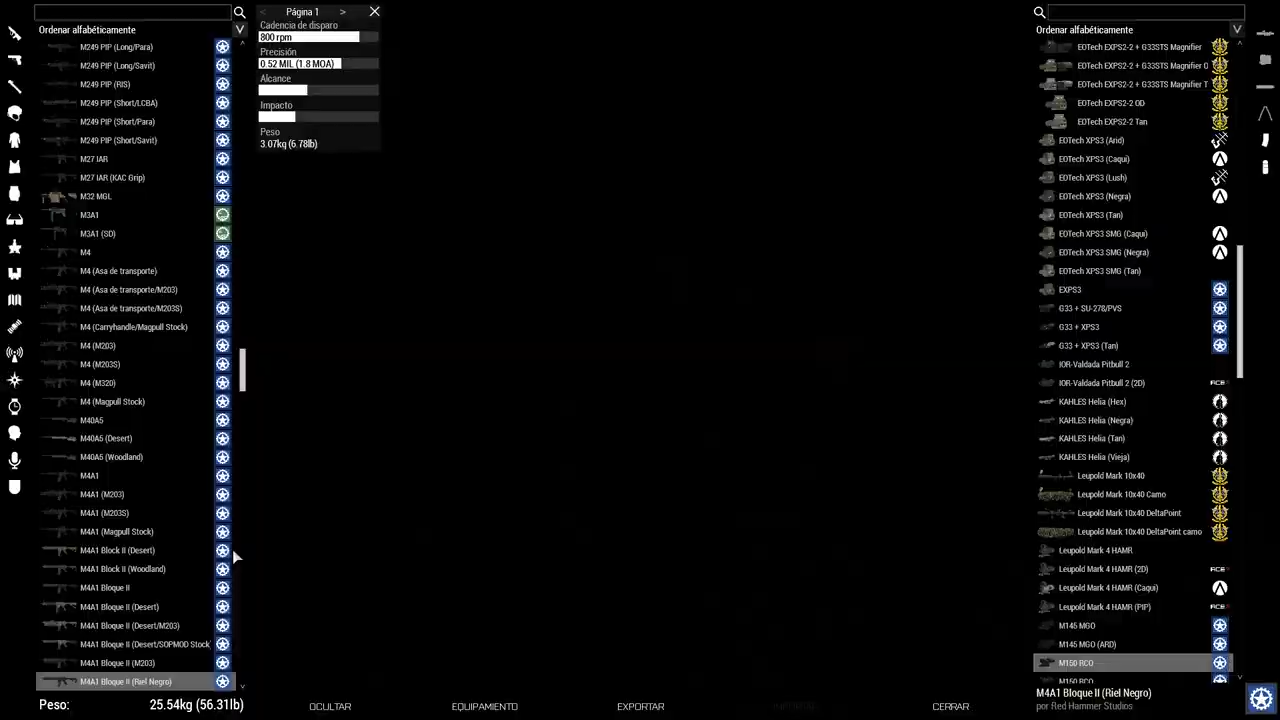 Ordenar alfabéticamente
M249 PIP (Long/Para)
M249 PIP (Long/Savit)
M249 PIP (RIS)
M249 PIP (Short/LCBA)
M249 PIP (Short/Para)
M249 PIP (Short/Savit)
M27 IAR
M27 IAR (KAC Grip)
M32 MGL
M3A1
M3A1 (SD)
M4
M4 (Asa de transporte)
M4 (Asa de transporte/M203)
M4 (Asa de transporte/M203S)
M4 (Carryhandle/Magpull Stock)
M4 (M203)
M4 (M203S)
M4 (M320)
M4 (Magpull Stock)
M40A5
M40A5 (Desert)
M40A5 (Woodland)
M4A1
M4A1 (M203)
M4A1 (M203S)
M4A1 (Magpull Stock)
M4A1 Block II (Desert)
M4A1 Block II (Woodland)
M4A1 Bloque II
M4A1 Bloque II (Desert)
M4A1 Bloque II (Desert/M203)
M4A1 Bloque II (Desert/SOPMOD Stock
M4A1 Bloque II (M203)
M4A1 Bloque II (Riel Negro)
Peso: 25.54kg (56.31lb)
< Página 1 >
Cadencia de disparo
800 rpm
Precisión
0.52 MIL (1.8 MOA)
Alcance
Impacto
Peso
3.07kg (6.78lb)
OCULTAR EQUIPAMIENTO EXPORTAR IMPORTAR CERRAR
Ordenar alfabéticamente
EOTech EXPS2-2 + G33STS Magnifier
EOTech EXPS2-2 + G33STS Magnifier O
EOTech EXPS2-2 + G33STS Magnifier T
EOTech EXPS2-2 OD
EOTech EXPS2-2 Tan
EOTech XPS3 (Arid)
EOTech XPS3 (Caqui)
EOTech XPS3 (Lush)
EOTech XPS3 (Negra)
EOTech XPS3 (Tan)
EOTech XPS3 SMG (Caqui)
EOTech XPS3 SMG (Negra)
EOTech XPS3 SMG (Tan)
EXPS3
G33 + SU-278/PVS
G33 + XPS3
G33 + XPS3 (Tan)
IOR-Valdada Pitbull 2
IOR-Valdada Pitbull 2 (2D)
KAHLES Helia (Hex)
KAHLES Helia (Negra)
KAHLES Helia (Tan)
KAHLES Helia (Vieja)
Leupold Mark 10x40
Leupold Mark 10x40 Camo
Leupold Mark 10x40 DeltaPoint
Leupold Mark 10x40 DeltaPoint camo
Leupold Mark 4 HAMR
Leupold Mark 4 HAMR (2D)
Leupold Mark 4 HAMR (Caqui)
Leupold Mark 4 HAMR (PIP)
M145 MGO
M145 MGO (ARD)
M150 RCO
M150 RCO
M4A1 Bloque II (Riel Negro)
por Red Hammer Studios